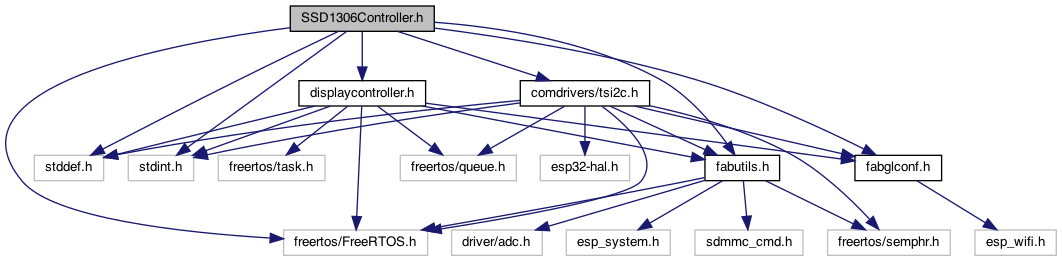 SSD1306Controller.h
displaycontroller.h
comdrivers/tsi2c.h
stddef.h
stdint.h
freertos/task.h
freertos/queue.h
esp32-hal.h
fabutils.h
fabglconf.h
freertos/FreeRTOS.h
driver/adc.h
esp_system.h
sdmmc_cmd.h
freertos/semphr.h
esp_wifi.h